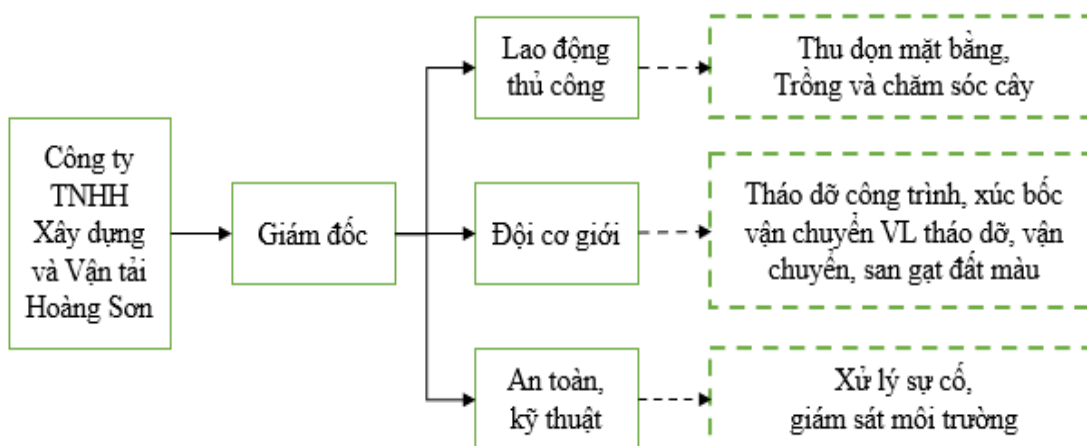 Công ty
TNHH
Xây dựng
và Vận tải
Hoàng Sơn
Giám đốc
Lao động
thủ công
Thu dọn mặt bằng,
Trồng và chăm sóc cây
Đội cơ giới
Tháo dỡ công trình, xúc bốc
vận chuyển VL tháo dỡ, vận
chuyển, san gạt đất màu
An toàn,
kỹ thuật
Xử lý sự cố,
giám sát môi trường